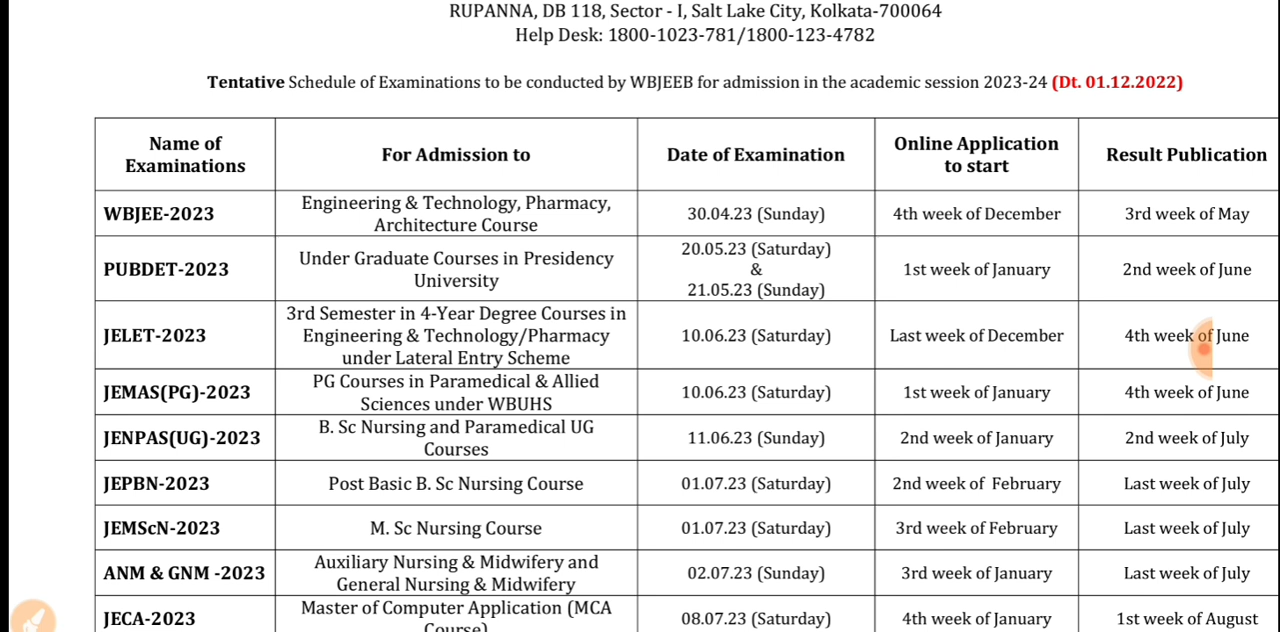 RUPANNA, DB 118, Sector - I, Salt Lake City, Kolkata-700064
Help Desk: 1800-1023-781/1800-123-4782
Tentative Schedule of Examinations to be conducted by WBJEEB for admission in the academic session 2023-24 (Dt. 01.12.2022)
Name of
Examinations
For Admission to
Date of Examination
Online Application
to start
Result Publication
WBJEE-2023
Engineering & Technology, Pharmacy,
Architecture Course
30.04.23 (Sunday)
4th week of December
3rd week of May
PUBDET-2023
Under Graduate Courses in Presidency
University
20.05.23 (Saturday)
&
21.05.23 (Sunday)
1st week of January
2nd week of June
JELET-2023
3rd Semester in 4-Year Degree Courses in
Engineering & Technology/Pharmacy
under Lateral Entry Scheme
10.06.23 (Saturday)
Last week of December
4th week of June
JEMAS(PG)-2023
PG Courses in Paramedical & Allied
Sciences under WBUHS
10.06.23 (Saturday)
1st week of January
4th week of June
JENPAS(UG)-2023
B. Sc Nursing and Paramedical UG
Courses
11.06.23 (Sunday)
2nd week of January
2nd week of July
JEPBN-2023
Post Basic B. Sc Nursing Course
01.07.23 (Saturday)
2nd week of February
Last week of July
JEMScN-2023
M. Sc Nursing Course
01.07.23 (Saturday)
3rd week of February
Last week of July
ANM & GNM -2023
Auxiliary Nursing & Midwifery and
General Nursing & Midwifery
02.07.23 (Sunday)
3rd week of January
Last week of July
JECA-2023
Master of Computer Application (MCA
Course)
08.07.23 (Saturday)
4th week of January
1st week of August